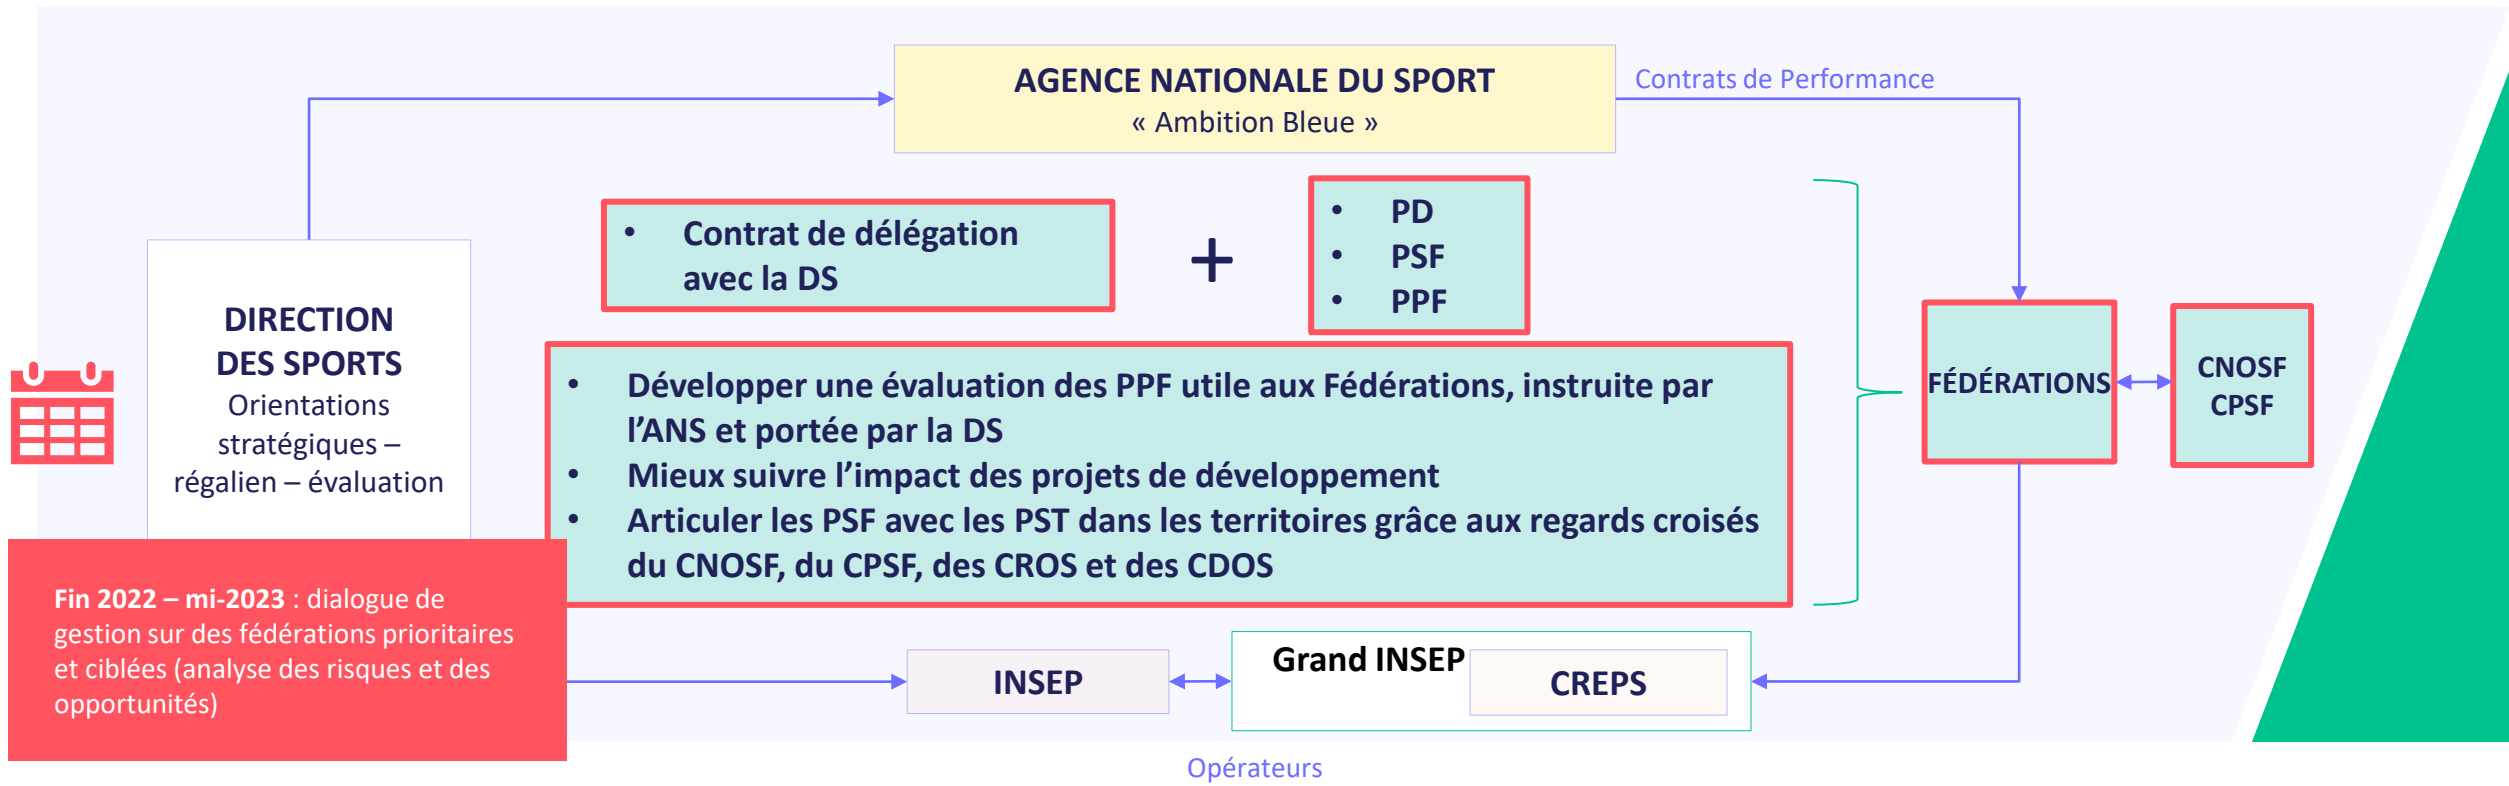 AGENCE NATIONALE DU SPORT
« Ambition Bleue »
Contrats de Performance
• Contrat de délégation
avec la DS
+
• PD
• PSF
• PPF
DIRECTION
DES SPORTS
Orientations
stratégiques –
régalien – évaluation
• Développer une évaluation des PPF utile aux Fédérations, instruite par
l’ANS et portée par la DS
• Mieux suivre l’impact des projets de développement
• Articuler les PSF avec les PST dans les territoires grâce aux regards croisés
du CNOSF, du CPSF, des CROS et des CDOS
FÉDÉRATIONS
CNOSF
CPSF
Fin 2022 – mi-2023 : dialogue de
gestion sur des fédérations prioritaires
et ciblées (analyse des risques et des
opportunités)
INSEP
Grand INSEP
CREPS
Opérateurs